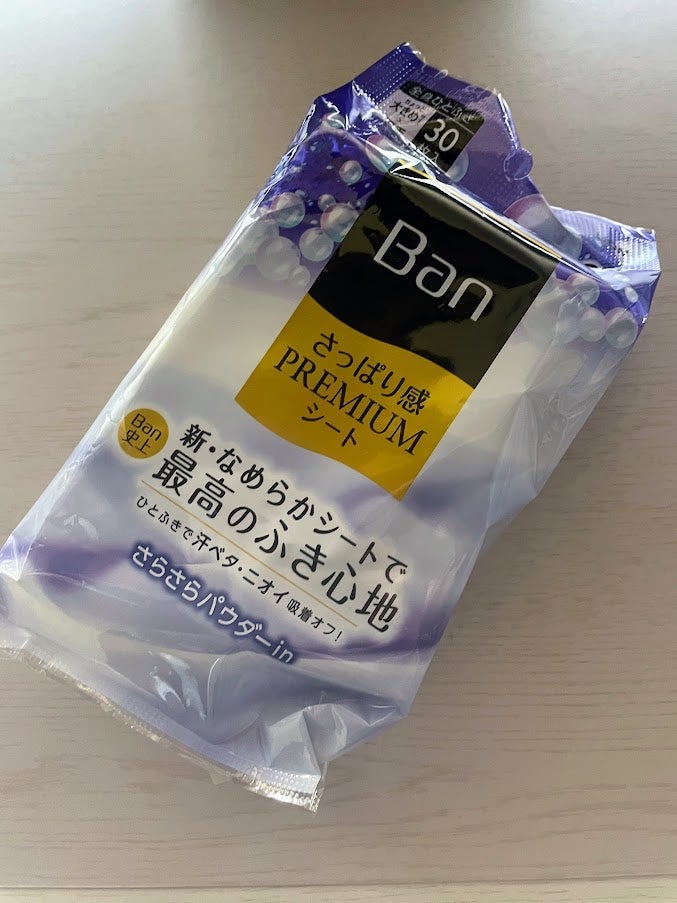 全身ひとふき
大きめ
30
枚入
Ban
さっぱり感
PREMIUM
シート
Ban
史上
新・なめらかシートで
最高のふき心地
ひとふきで汗ベタ・ニオイ吸着オフ!
さらさらパウダーin